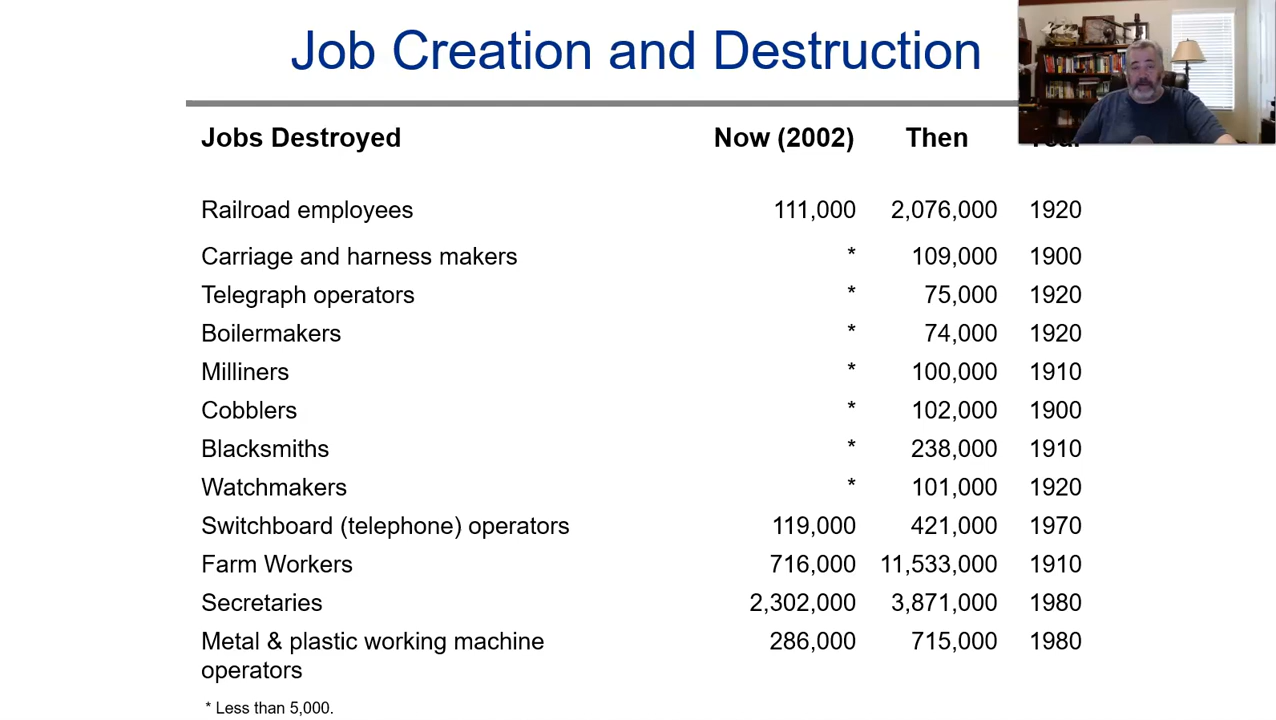 Job Creation and Destruction
Jobs Destroyed Now (2002) Then
Railroad employees 111,000 2,076,000 1920
Carriage and harness makers * 109,000 1900
Telegraph operators * 75,000 1920
Boilermakers * 74,000 1920
Milliners * 100,000 1910
Cobblers * 102,000 1900
Blacksmiths * 238,000 1910
Watchmakers * 101,000 1920
Switchboard (telephone) operators 119,000 421,000 1970
Farm Workers 716,000 11,533,000 1910
Secretaries 2,302,000 3,871,000 1980
Metal & plastic working machine 286,000 715,000 1980
operators
* Less than 5,000.